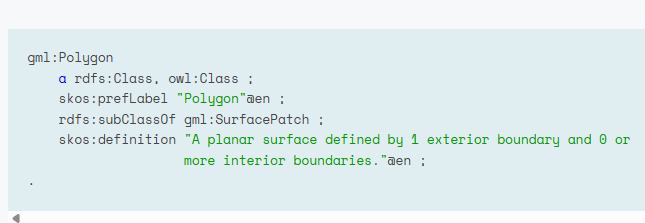 gml:Polygon
a rdfs:Class, owl:Class ;
skos:prefLabel "Polygon"@en ;
rdfs:subClassOf gml:SurfacePatch ;
skos:definition "A planar surface defined by 1 exterior boundary and 0 or
more interior boundaries."@en ;
.